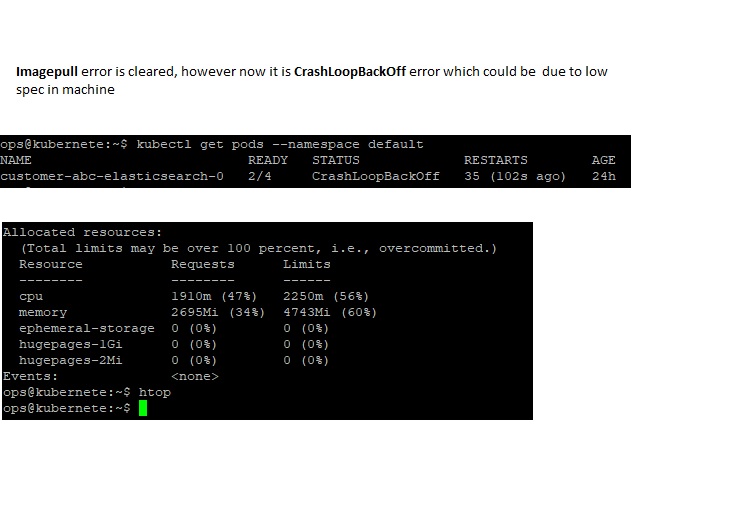 Imagepull error is cleared, however now it is CrashLoopBackOff error which could be due to low
spec in machine
ops@kubernete:~$ kubectl get pods --namespace default
NAME READY STATUS RESTARTS AGE
customer-abc-elasticsearch-0 2/4 CrashLoopBackOff 35 (102s ago) 24h
Allocated resources:
(Total limits may be over 100 percent, i.e., overcommitted.)
Resource Requests Limits
-------- -------- ------
cpu 1910m (47%) 2250m (56%)
memory 2695Mi (34%) 4743Mi (60%)
ephemeral-storage 0 (0%) 0 (0%)
hugepages-1Gi 0 (0%) 0 (0%)
hugepages-2Mi 0 (0%) 0 (0%)
Events: <none>
ops@kubernete:~$ htop
ops@kubernete:~$